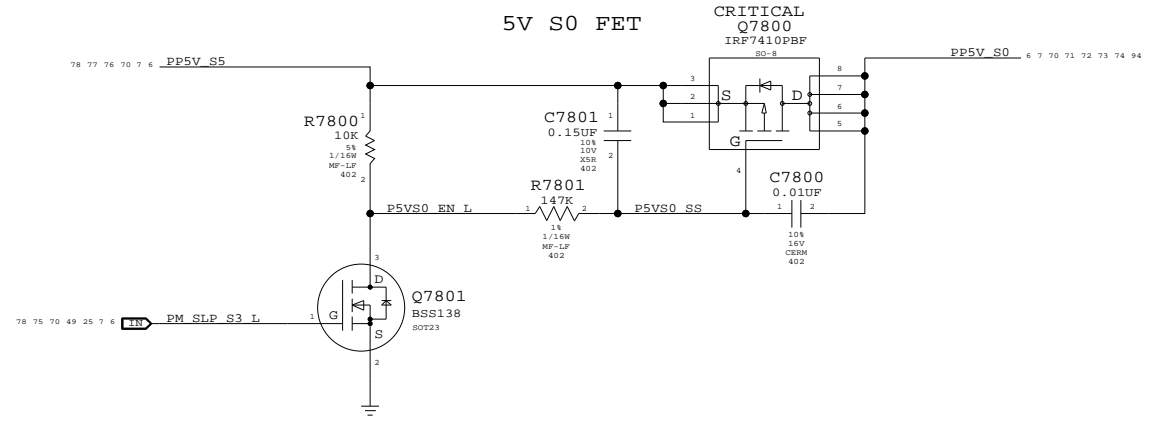 5V S0 FET
CRITICAL
Q7800
IRF7410PBF
SO-8
78 77 76 70 7 6 PP5V_S5
PP5V_S0 6 7 70 71 72 73 74 94
3
2
1
S
D
G
4
8
7
6
5
R7800
10K
5%
1/16W
MF-LF
402
1
2
C7801
0.15UF
10%
10V
X5R
402
1
2
P5VS0_EN_L
R7801
147K
1 2
1%
1/16W
MF-LF
402
P5VS0_SS
C7800
0.01UF
1 2
10%
16V
CERM
402
3
D
Q7801
BSS138
SOT23
78 75 70 49 25 7 6 IN PM_SLP_S3_L
1
G
S
2